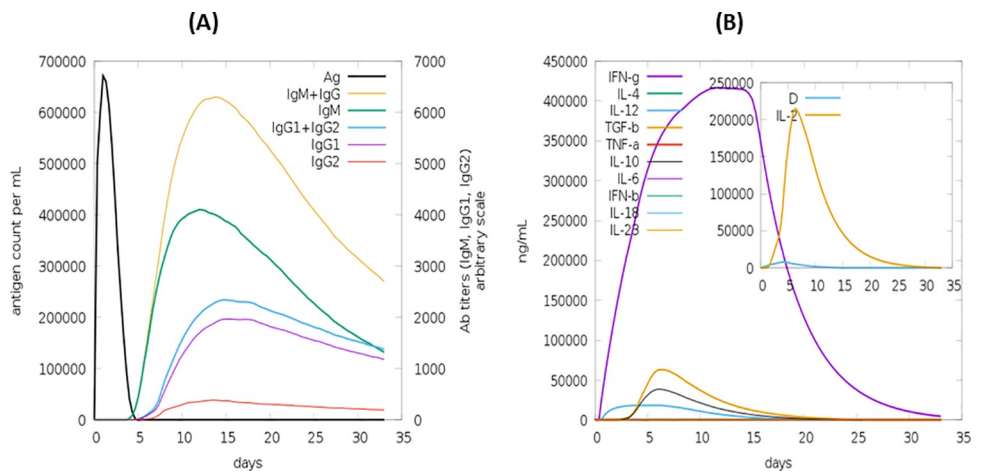 (A)
(B)
700000
600000
500000
400000
300000
200000
100000
0
antigen count per mL
7000
6000
5000
4000
3000
2000
1000
0
Ab titers (IgM, IgG1, IgG2)
arbitrary scale
Ag
IgM+IgG
IgM
IgG1+IgG2
IgG1
IgG2
0 5 10 15 20 25 30 35
days
450000
400000
350000
300000
250000
200000
150000
100000
50000
0
ng/mL
IFN-g
IL-4
IL-12
TGF-b
TNF-a
IL-10
IL-6
IFN-b
IL-18
IL-23
0 5 10 15 20 25 30 35
days
250000
200000
150000
100000
50000
0
D
IL-2
0 5 10 15 20 25 30 35